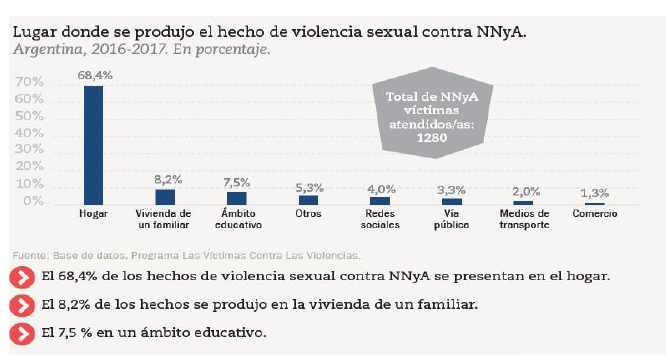 Lugar donde se produjo el hecho de violencia sexual contra NNyA.
Argentina, 2016-2017. En porcentaje.
70%
60%
50%
40%
30%
20%
10%
0%
68,4%
8,2%
7,5%
5,3%
4,0%
3,3%
2,0%
1,3%
Total de NNyA
víctimas
atendidos/as:
1280
Hogar
Vivienda de
un familiar
Ámbito
educativo
Otros
Redes
sociales
Vía
pública
Medios de
transporte
Comercio
Fuente: Base de datos, Programa Las Víctimas Contra Las Violencias.
El 68,4% de los hechos de violencia sexual contra NNyA se presentan en el hogar.
El 8,2% de los hechos se produjo en la vivienda de un familiar.
El 7,5 % en un ámbito educativo.